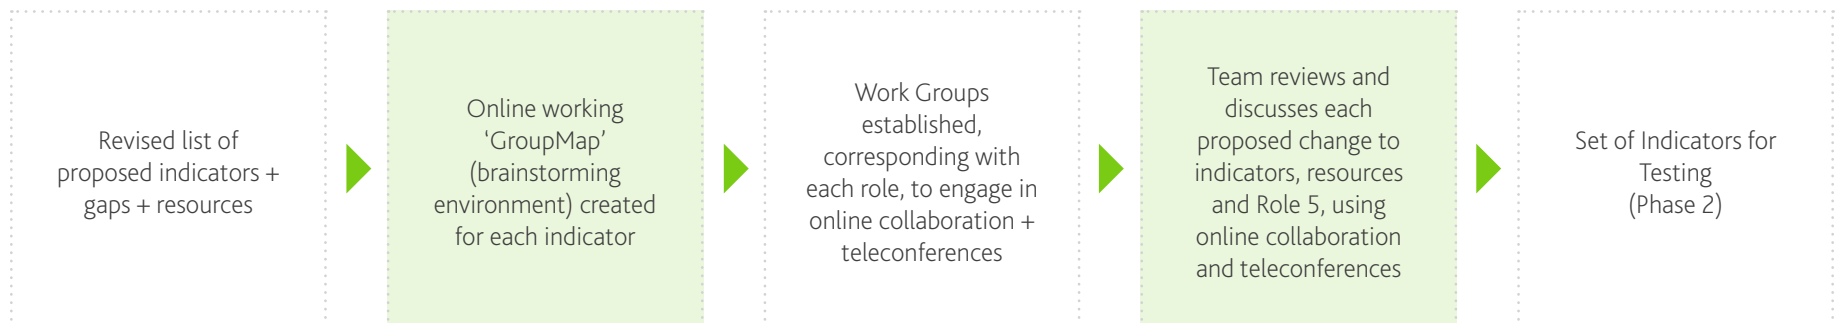 Revised list of
proposed indicators +
gaps + resources
Online working
‘GroupMap’
(brainstorming
environment) created
for each indicator
Work Groups
established,
corresponding with
each role, to engage in
online collaboration +
teleconferences
Team reviews and
discusses each
proposed change to
indicators, resources
and Role 5, using
online collaboration
and teleconferences
Set of Indicators for
Testing
(Phase 2)